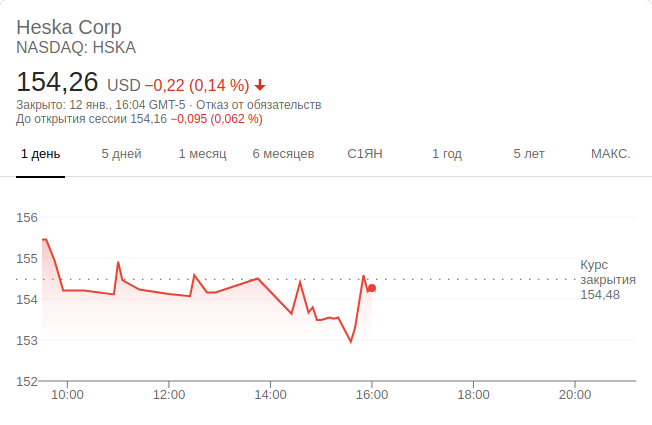 Heska Corp
NASDAQ: HSKA
154,26 USD −0,22 (0,14 %)
Закрыто: 12 янв., 16:04 GMT-5 · Отказ от обязательств
До открытия сессии 154,16 −0,095 (0,062 %)
1 день 5 дней 1 месяц 6 месяцев С1ЯН 1 год 5 лет МАКС.
156
155
Курс
закрытия
154,48
154
153
152
10:00 12:00 14:00 16:00 18:00 20:00